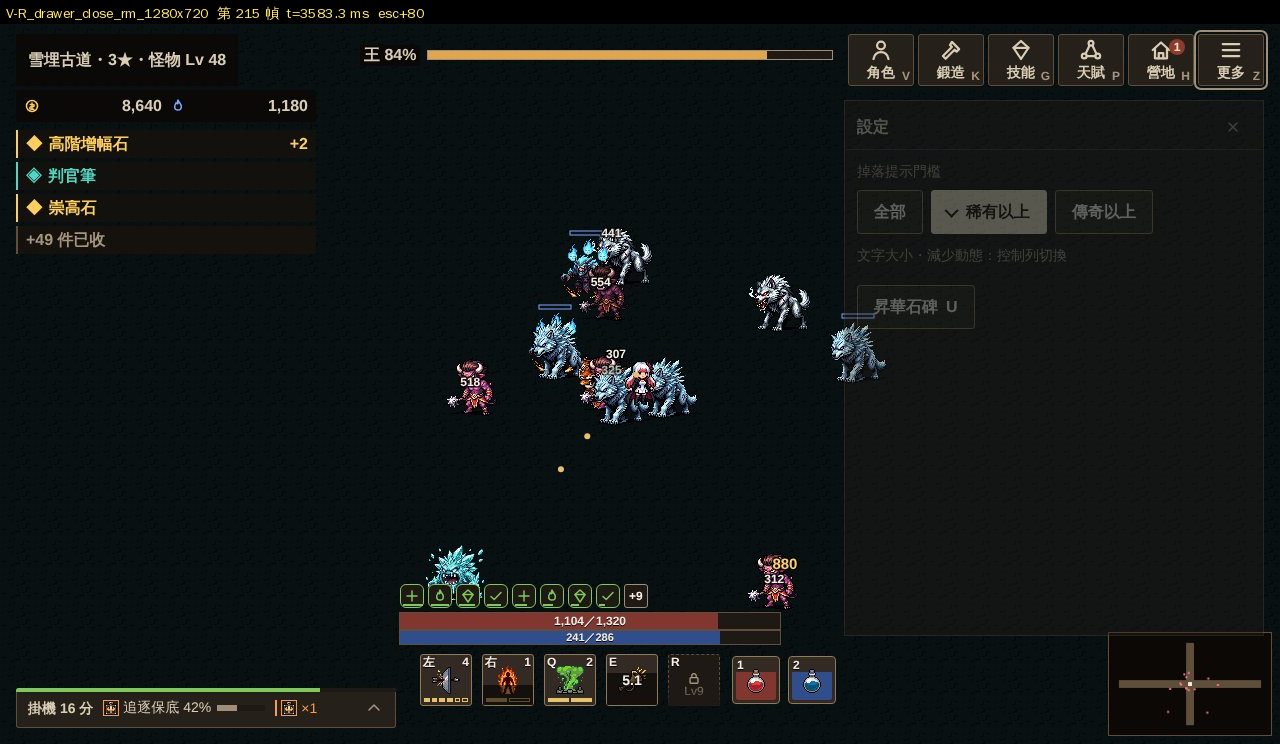 V-R_drawer_close_rm_1280x720 第 215 幀 t=3583.3 ms esc+80
雪埋古道・3★・怪物 Lv 48
王 84%
角色 V
鍛造 K
技能 G
天賦 P
營地 H 1
更多 Z
8,640 1,180
高階增幅石 +2
判官筆
崇高石
+49 件已收
設定 ×
掉落提示門檻
全部 稀有以上 傳奇以上
文字大小・減少動態：控制列切換
昇華石碑 U
441
554
307
325
518
880
312
+9
1,104／1,320
241／286
左 4
右 1
Q 2
E 5.1
R Lv9
1
2
掛機 16 分 追逐保底 42% ×1